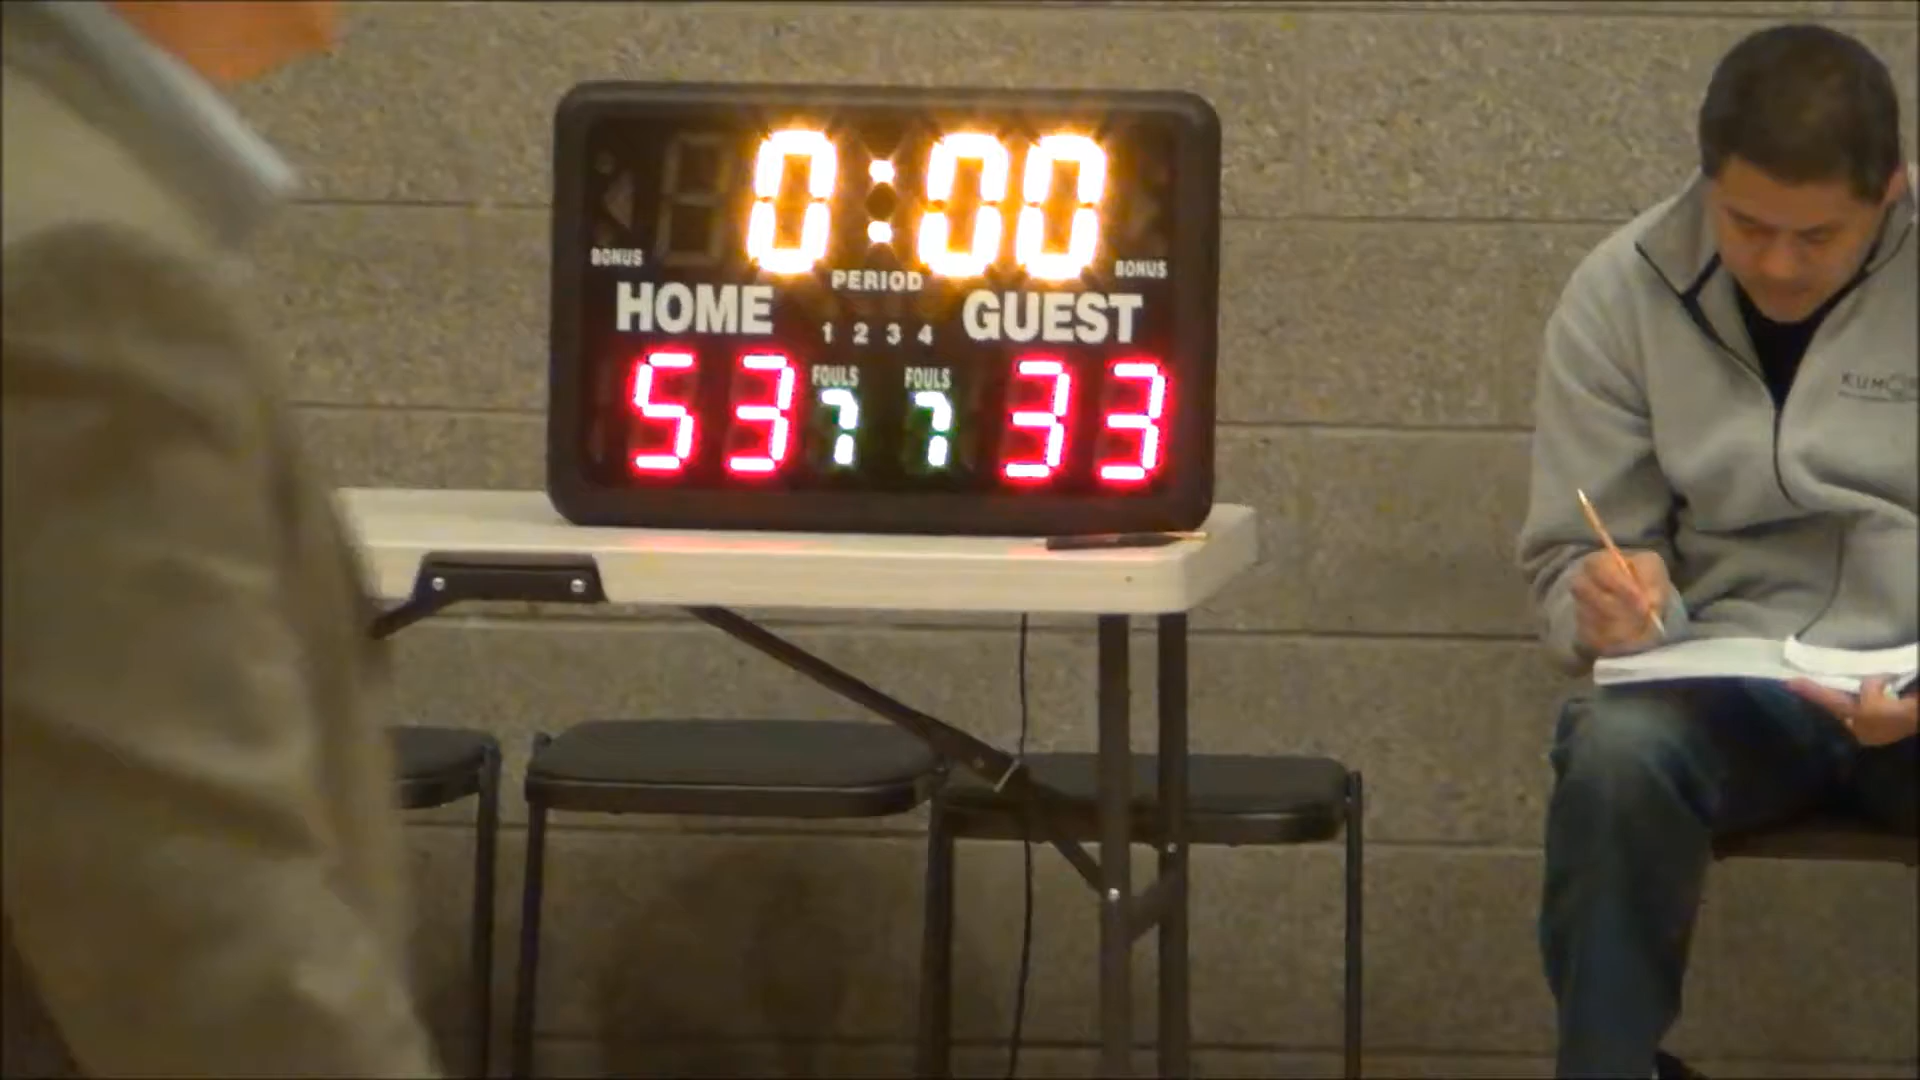 0:00
BONUS
BONUS
PERIOD
HOME
GUEST
1 2 3 4
FOULS
FOULS
53
7
7
33